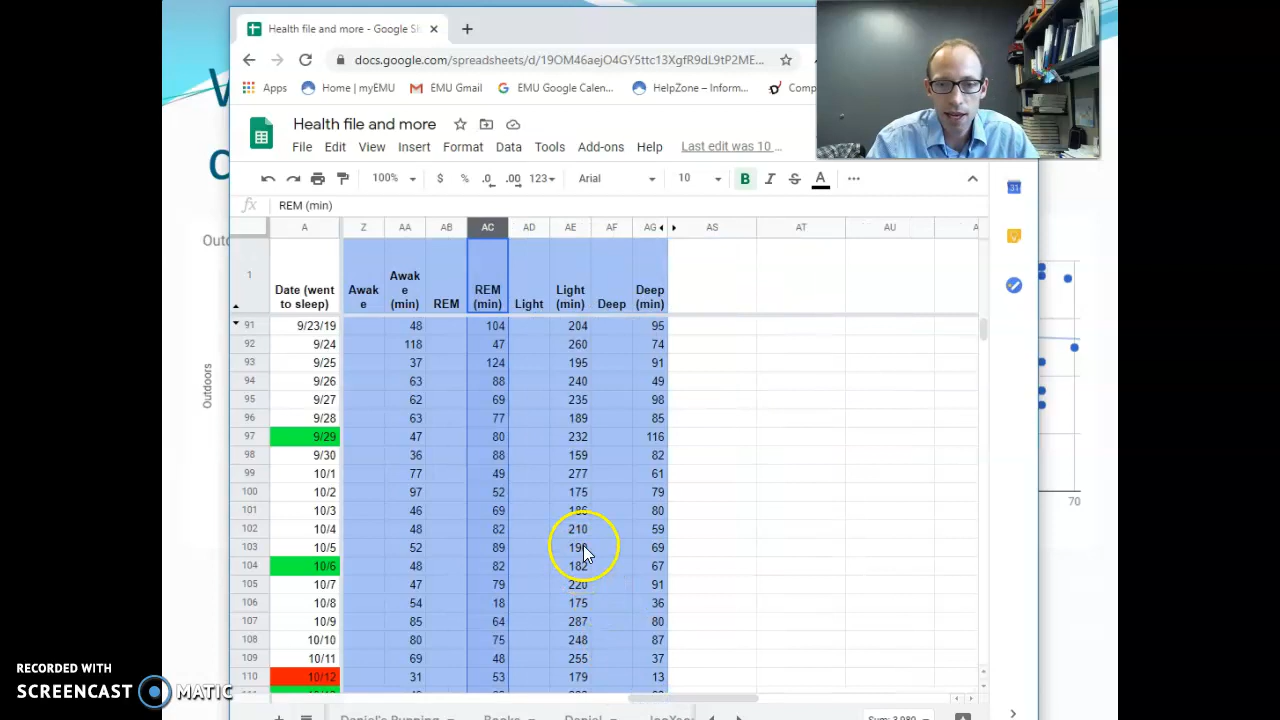 Health file and more - Google S
docs.google.com/spreadsheets/d/19OM46aejO4GY5ttc13XgfR9dL9tP2ME...
Apps Home | myEMU EMU Gmail EMU Google Calen... HelpZone – Inform... Comp
Health file and more
File Edit View Insert Format Data Tools Add-ons Help Last edit was 10 ...
100% $ % .0 .00 123 Arial 10 B I S A ...
fx REM (min)
A Z AA AB AC AD AE AF AG AS AT AU
1 Date (went to sleep) Awake Awake (min) REM REM (min) Light Light (min) Deep Deep (min)
91 9/23/19 48 104 204 95
92 9/24 118 47 260 74
93 9/25 37 124 195 91
94 9/26 63 88 240 49
95 9/27 62 69 235 98
96 9/28 63 77 189 85
97 9/29 47 80 232 116
98 9/30 36 88 159 82
99 10/1 77 49 277 61
100 10/2 97 52 175 79
101 10/3 46 69 186 80
102 10/4 48 82 210 59
103 10/5 52 89 69
104 10/6 48 82 182 67
105 10/7 47 79 220 91
106 10/8 54 18 175 36
107 10/9 85 64 287 80
108 10/10 80 75 248 87
109 10/11 69 48 255 37
110 10/12 31 53 179 13
Outdoors
70
RECORDED WITH
SCREENCAST MATIC